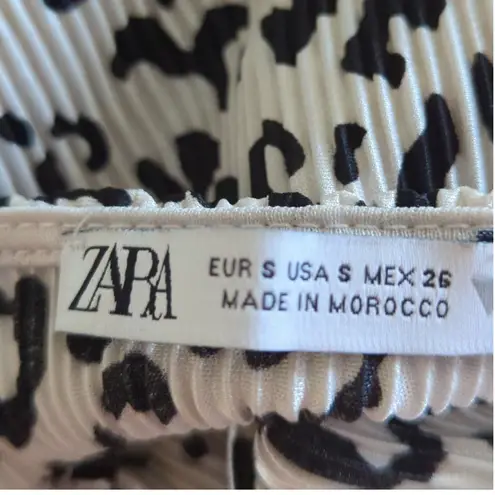 ZARA
EUR S USA S MEX 26
MADE IN MOROCCO